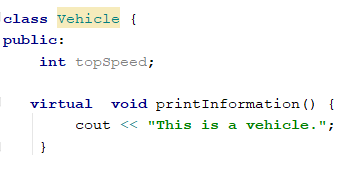 class Vehicle {
public:
int topSpeed;
virtual  void printInformation() {
cout << "This is a vehicle.";
}